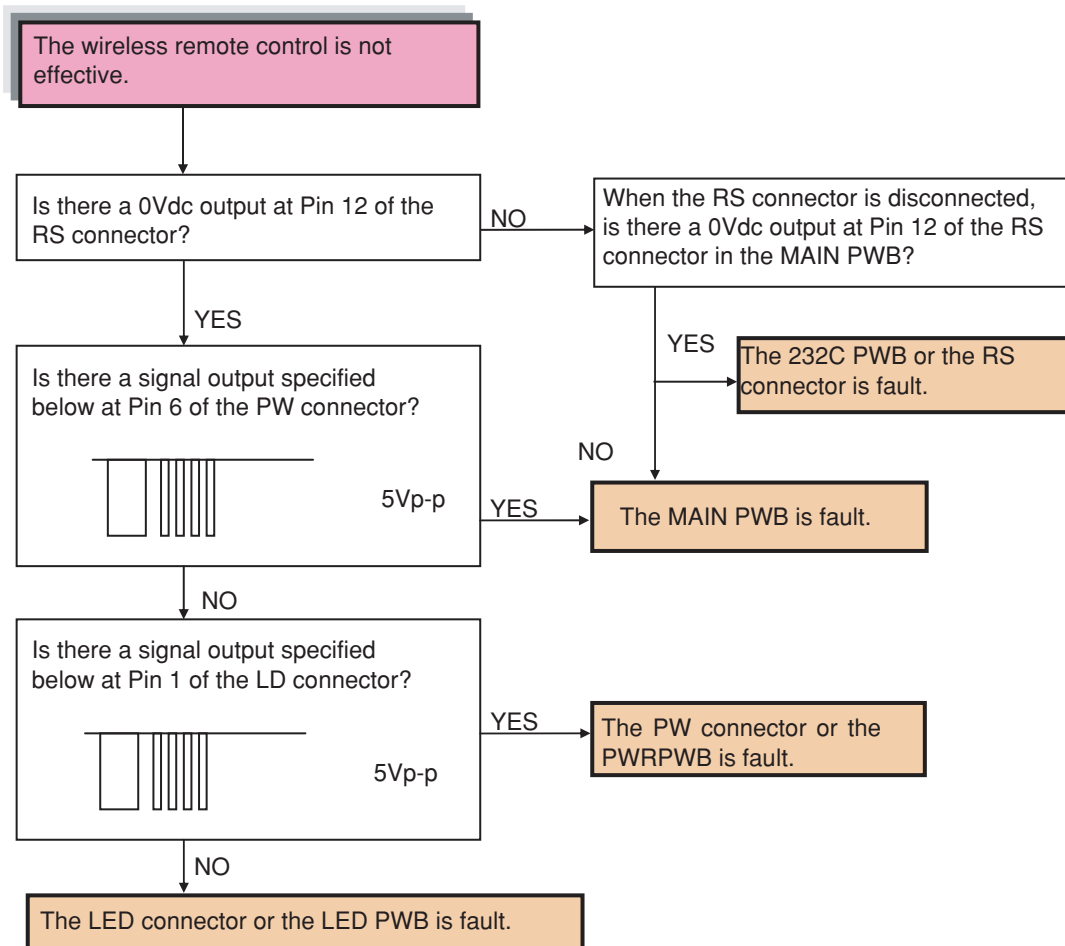 The wireless remote control is not
effective.
Is there a 0Vdc output at Pin 12 of the
RS connector?
NO
When the RS connector is disconnected,
is there a 0Vdc output at Pin 12 of the RS
connector in the MAIN PWB?
YES
YES
The 232C PWB or the RS
connector is fault.
Is there a signal output specified
below at Pin 6 of the PW connector?
5Vp-p
NO
YES
The MAIN PWB is fault.
NO
Is there a signal output specified
below at Pin 1 of the LD connector?
5Vp-p
YES
The PW connector or the
PWRPWB is fault.
NO
The LED connector or the LED PWB is fault.